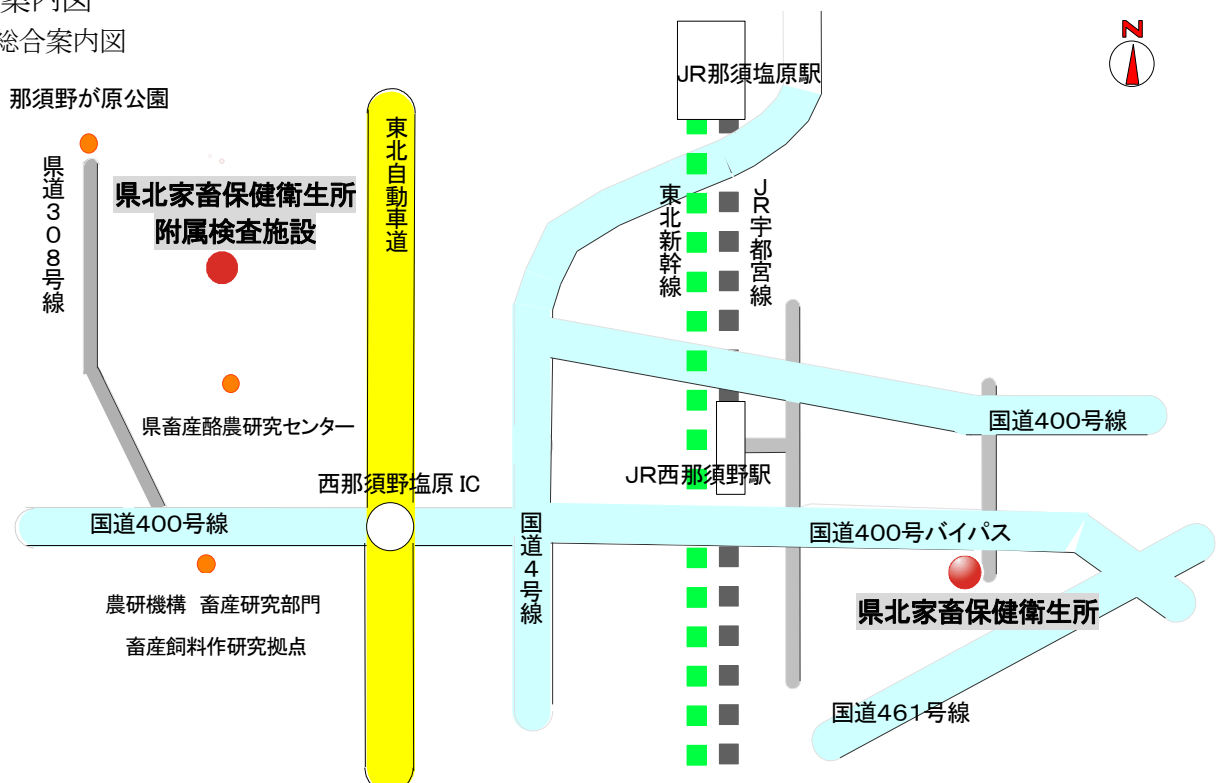 案内図
総合案内図
N
JR那須塩原駅
那須野が原公園
東北自動車道
県道308号線
県北家畜保健衛生所
附属検査施設
東北新幹線
JR宇都宮線
県畜産酪農研究センター
国道400号線
西那須野塩原 IC
JR西那須野駅
国道400号線
国道4号線
国道400号バイパス
農研機構 畜産研究部門
畜産飼料作研究拠点
県北家畜保健衛生所
国道461号線